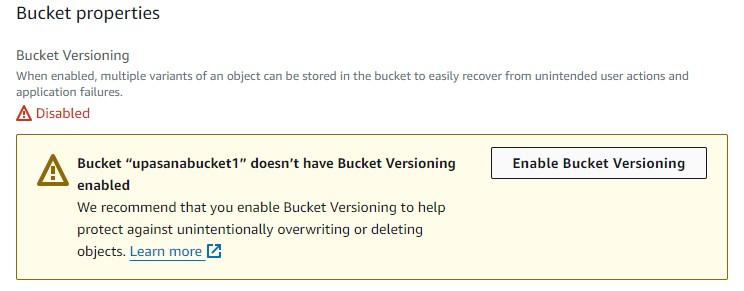 Bucket properties
Bucket Versioning
When enabled, multiple variants of an object can be stored in the bucket to easily recover from unintended user actions and
application failures.
Disabled
Bucket “upasanabucket1” doesn’t have Bucket Versioning
enabled
Enable Bucket Versioning
We recommend that you enable Bucket Versioning to help
protect against unintentionally overwriting or deleting
objects. Learn more